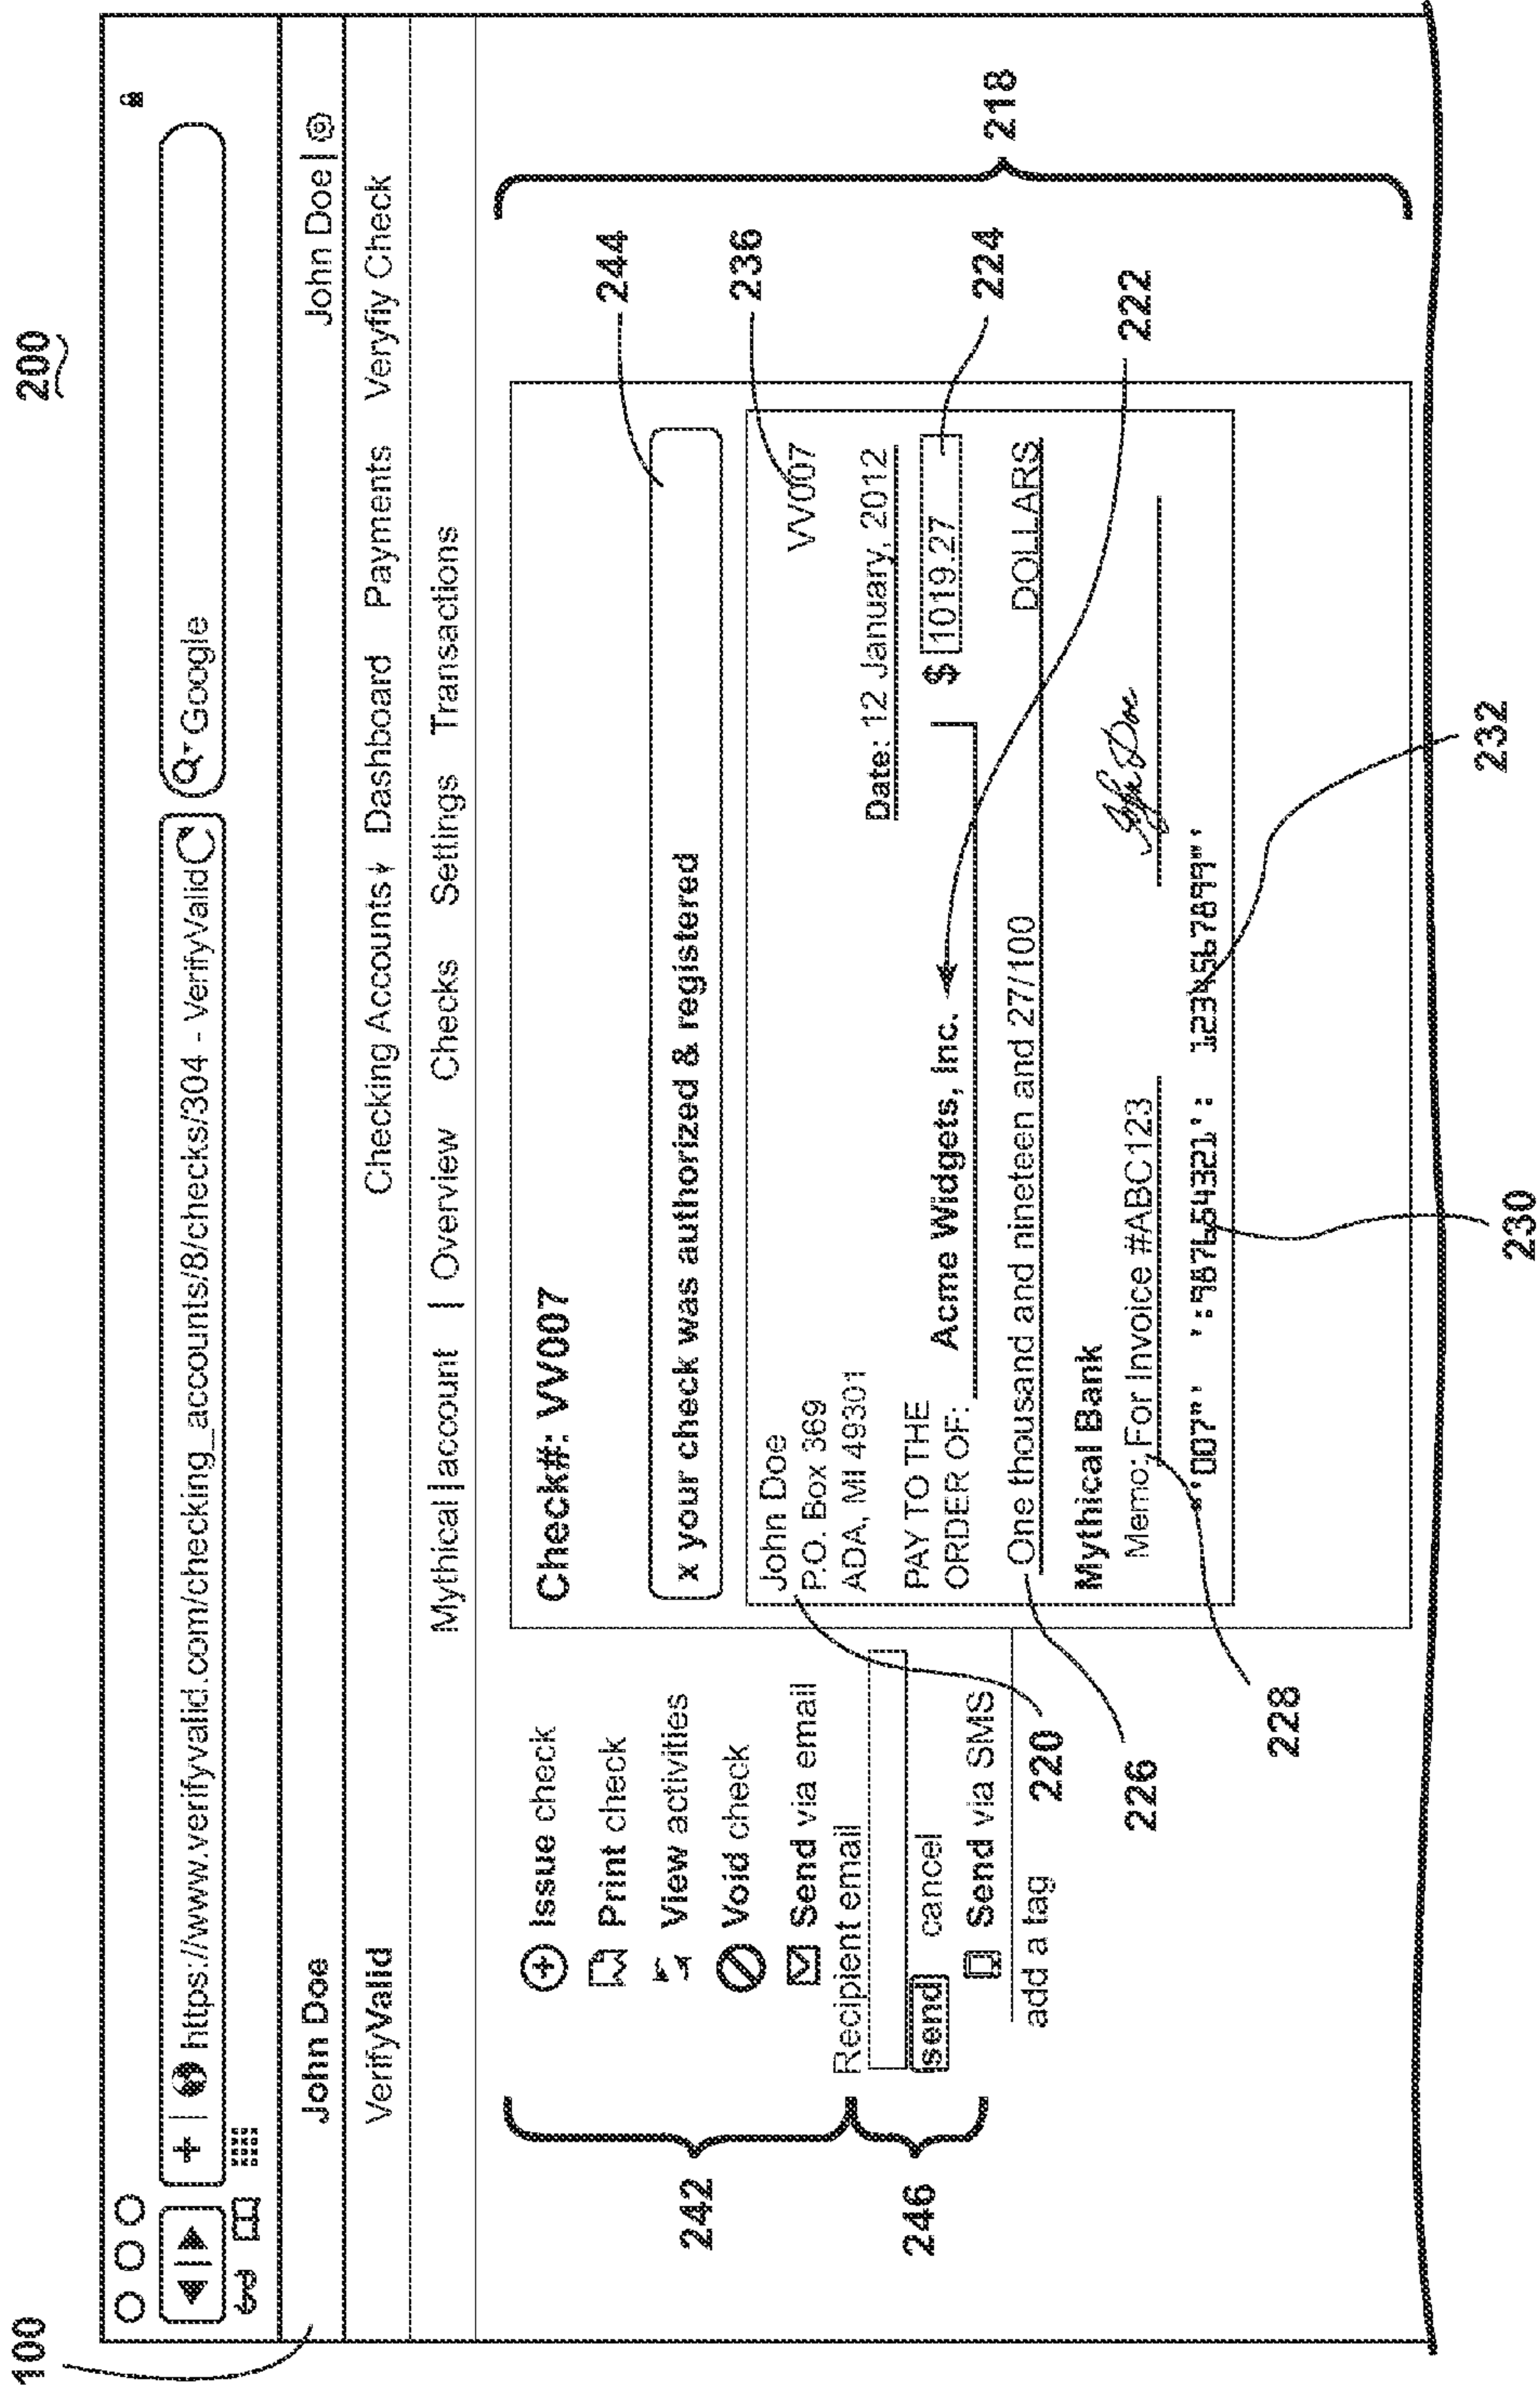 200
100
+ | https://www.verifyvalid.com/checking_accounts/8/checks/304 - VerifyValid
Google
John Doe
John Doe |
VerifyValid
Checking Accounts Dashboard Payments Veryfiy Check
Mythical | account | Overview Checks Settings Transactions
Issue check
Print check
View activities
Void check
Send via email
Recipient email
send cancel
Send via SMS
add a tag
242
246
Check#: VV007
x your check was authorized & registered
244
236
224
222
218
John Doe
P.O. Box 369
ADA, MI 49301
VV007
Date: 12 January, 2012
PAY TO THE
ORDER OF: Acme Widgets, Inc. $ 1019.27
One thousand and nineteen and 27/100 DOLLARS
Mythical Bank
Memo: For Invoice #ABC123
John Doe
"'007"' ':987654321': 1234567899"'
220
226
228
230
232